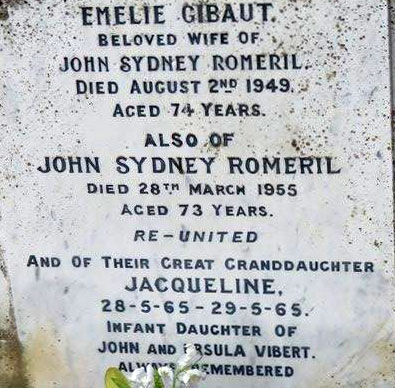 EMELIE GIBAUT.
BELOVED WIFE OF
JOHN SYDNEY ROMERIL.
DIED AUGUST 2ND 1949.
AGED 74 YEARS.
ALSO OF
JOHN SYDNEY ROMERIL
DIED 28TH MARCH 1955
AGED 73 YEARS.
RE-UNITED
AND OF THEIR GREAT GRANDDAUGHTER
JACQUELINE,
28-5-65-29-5-65.
INFANT DAUGHTER OF
JOHN AND URSULA VIBERT.
ALWAYS REMEMBERED